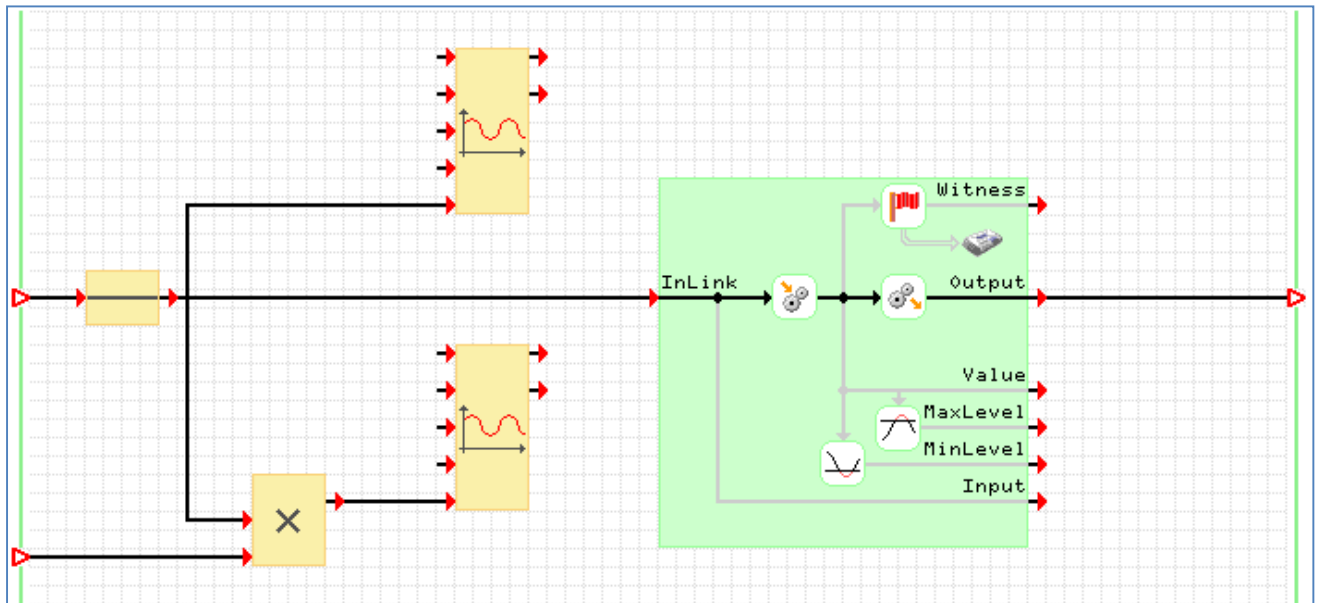 Witness
InLink
Output
Value
MaxLevel
MinLevel
Input